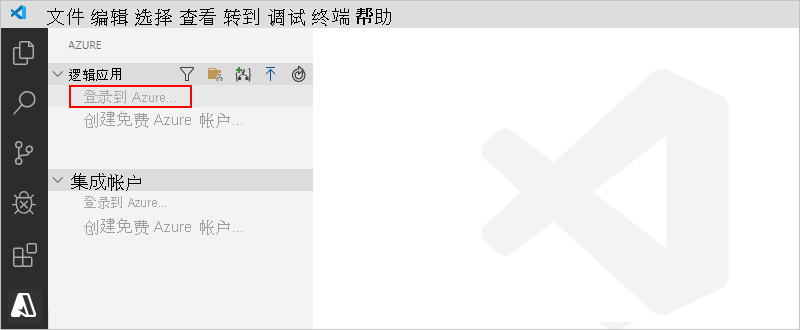 文件 编辑 选择 查看 转到 调试 终端 帮助
AZURE
逻辑应用
登录到 Azure...
创建免费 Azure 帐户...
集成帐户
登录到 Azure...
创建免费 Azure 帐户...